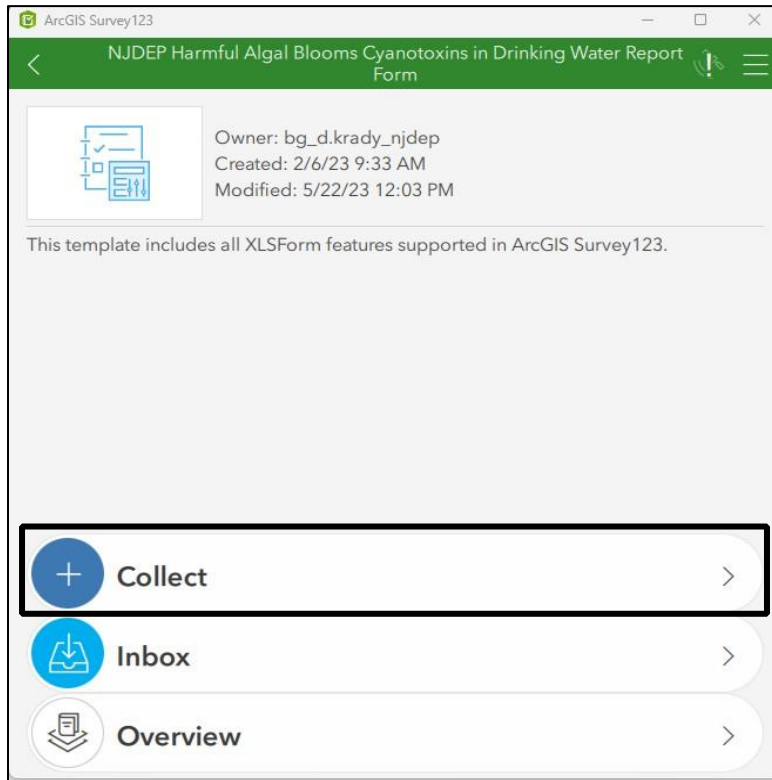 ArcGIS Survey123
NJDEP Harmful Algal Blooms Cyanotoxins in Drinking Water Report
Form
Owner: bg_d.krady_njdep
Created: 2/6/23 9:33 AM
Modified: 5/22/23 12:03 PM
This template includes all XLSForm features supported in ArcGIS Survey123.
Collect
Inbox
Overview